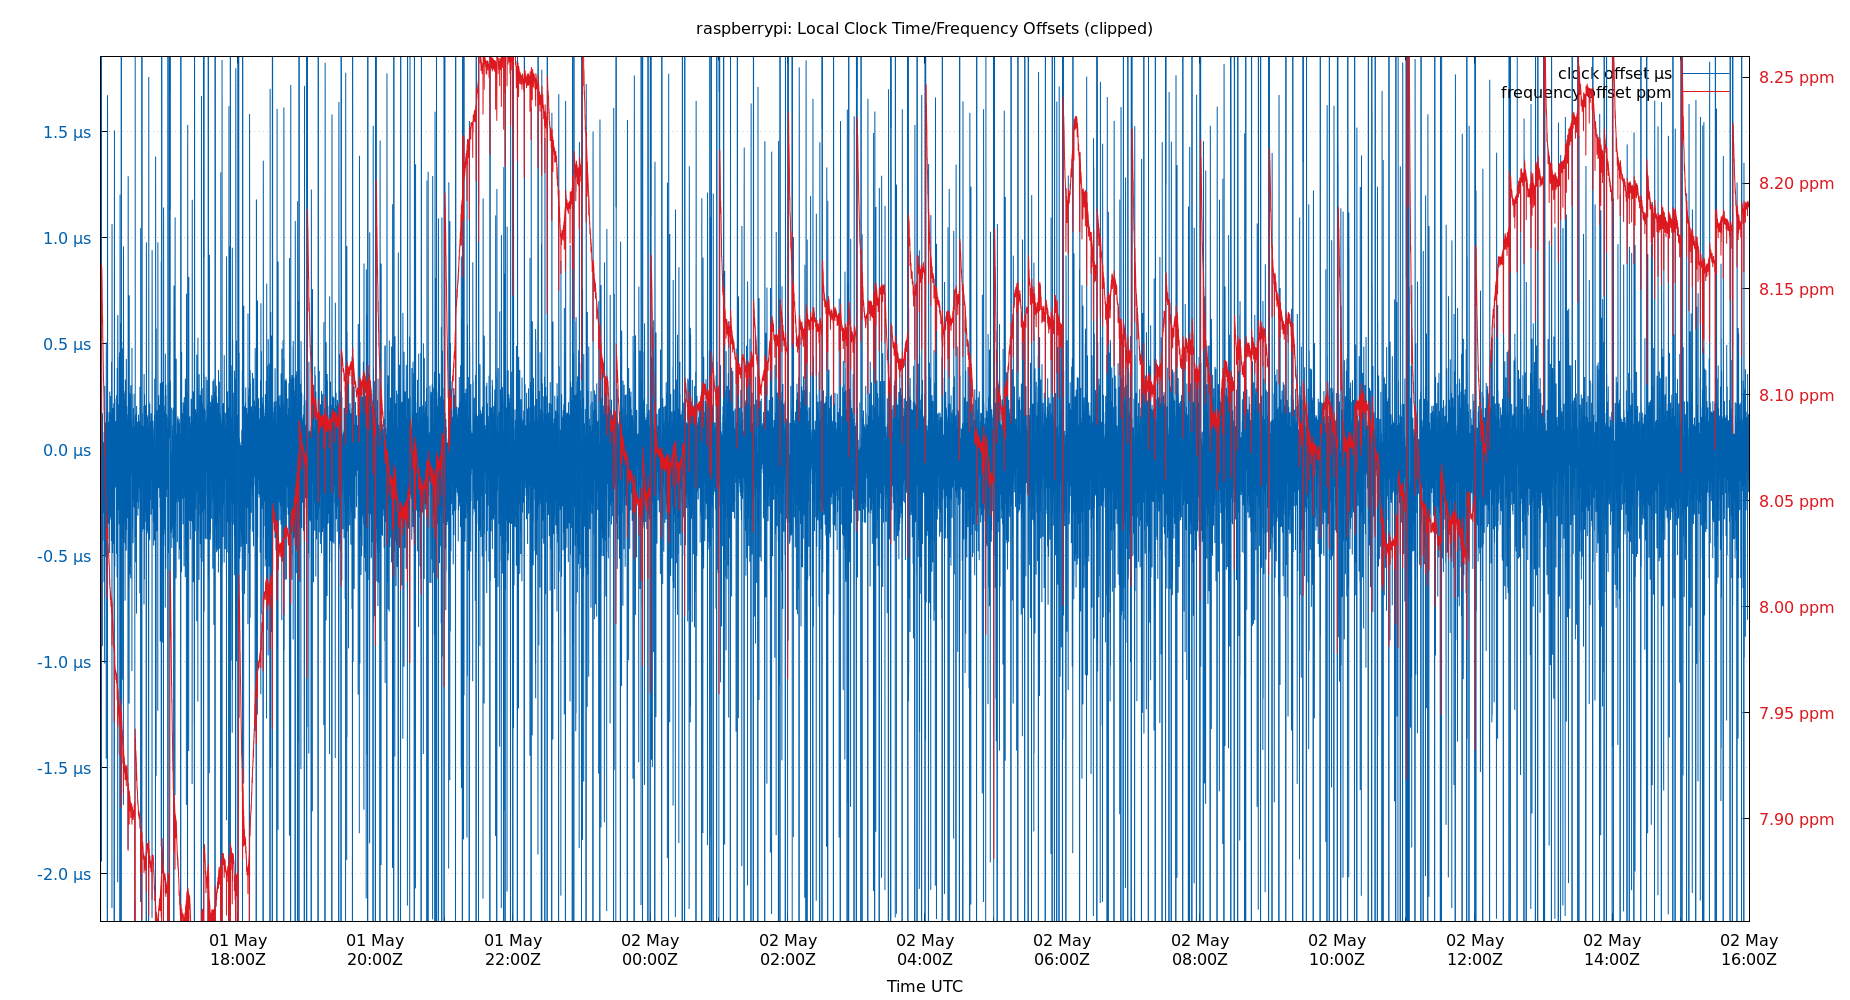 raspberrypi: Local Clock Time/Frequency Offsets (clipped)
clock offset µs
frequency offset ppm
1.5 µs
1.0 µs
0.5 µs
0.0 µs
-0.5 µs
-1.0 µs
-1.5 µs
-2.0 µs
8.25 ppm
8.20 ppm
8.15 ppm
8.10 ppm
8.05 ppm
8.00 ppm
7.95 ppm
7.90 ppm
01 May 01 May 01 May 02 May 02 May 02 May 02 May 02 May 02 May 02 May 02 May 02 May
18:00Z 20:00Z 22:00Z 00:00Z 02:00Z 04:00Z 06:00Z 08:00Z 10:00Z 12:00Z 14:00Z 16:00Z
Time UTC